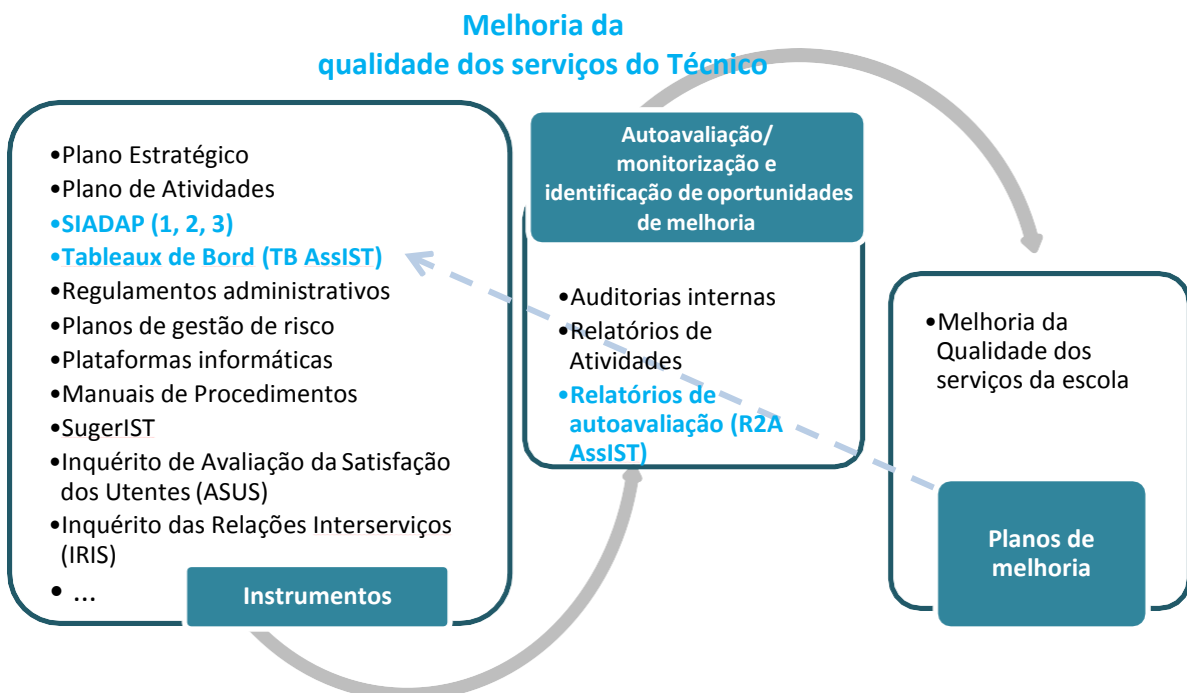 Melhoria da
qualidade dos serviços do Técnico
•Plano Estratégico
•Plano de Atividades
•SIADAP (1, 2, 3)
•Tableaux de Bord (TB AssIST)
•Regulamentos administrativos
•Planos de gestão de risco
•Plataformas informáticas
•Manuais de Procedimentos
•SugerIST
•Inquérito de Avaliação da Satisfação
dos Utentes (ASUS)
•Inquérito das Relações Interserviços
(IRIS)
• ...
Instrumentos
Autoavaliação/
monitorização e
identificação de oportunidades
de melhoria
•Auditorias internas
•Relatórios de
Atividades
•Relatórios de
autoavaliação (R2A
AssIST)
•Melhoria da
Qualidade dos
serviços da escola
Planos de
melhoria